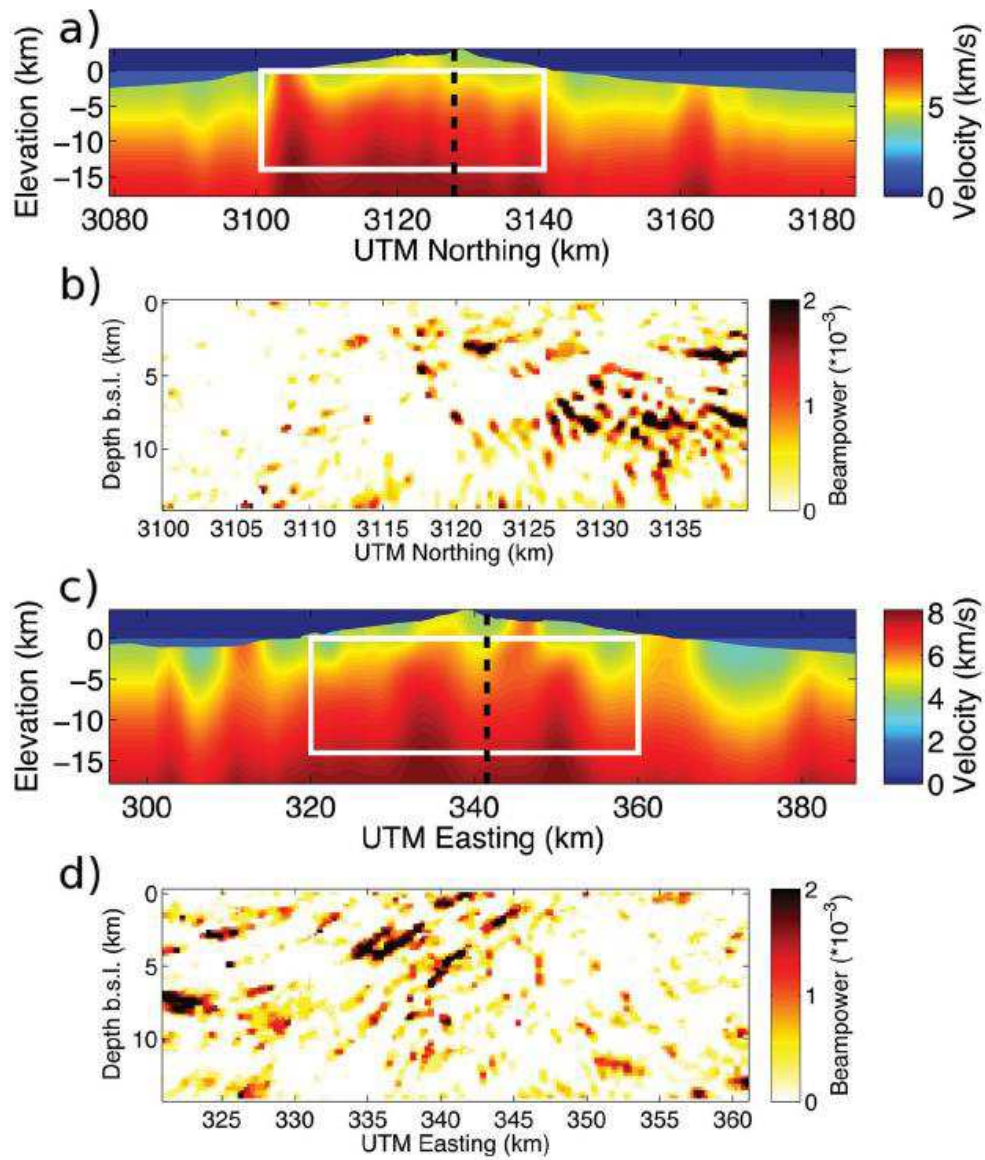 a)
Elevation (km)
0
−5
−10
−15
3080 3100 3120 3140 3160 3180
UTM Northing (km)
5
0
Velocity (km/s)
b)
Depth b.s.l. (km)
0
5
10
3100 3105 3110 3115 3120 3125 3130 3135
UTM Northing (km)
2
1
0
Beampower (*10−3)
c)
Elevation (km)
0
−5
−10
−15
300 320 340 360 380
UTM Easting (km)
8
6
4
2
0
Velocity (km/s)
d)
Depth b.s.l. (km)
0
5
10
325 330 335 340 345 350 355 360
UTM Easting (km)
2
1
0
Beampower (*10−3)